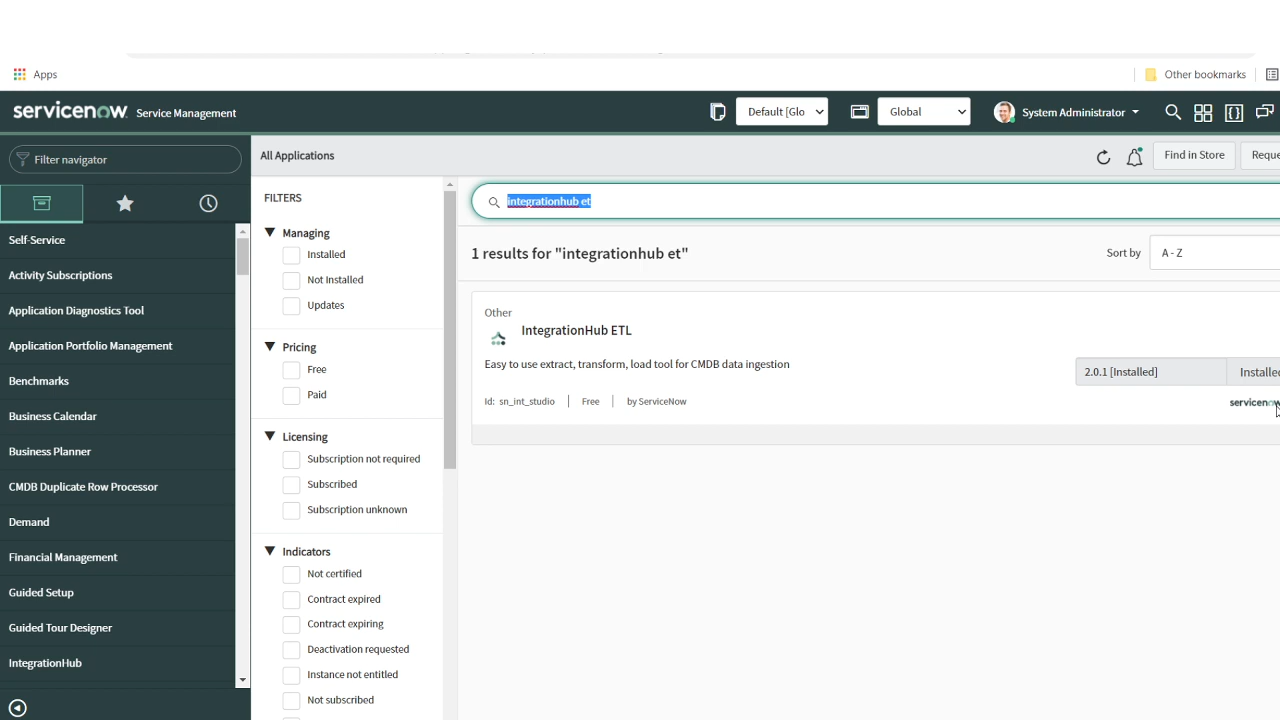 Apps
Other bookmarks
servicenow Service Management
Default [Glo
Global
System Administrator
Filter navigator
All Applications
Find in Store
Reque
Self-Service
Activity Subscriptions
Application Diagnostics Tool
Application Portfolio Management
Benchmarks
Business Calendar
Business Planner
CMDB Duplicate Row Processor
Demand
Financial Management
Guided Setup
Guided Tour Designer
IntegrationHub
FILTERS
Managing
Installed
Not Installed
Updates
Pricing
Free
Paid
Licensing
Subscription not required
Subscribed
Subscription unknown
Indicators
Not certified
Contract expired
Contract expiring
Deactivation requested
Instance not entitled
Not subscribed
integrationhub et
1 results for "integrationhub et"
Sort by
A - Z
Other
IntegrationHub ETL
Easy to use extract, transform, load tool for CMDB data ingestion
2.0.1 [Installed]
Installed
Id: sn_int_studio | Free | by ServiceNow
servicenow